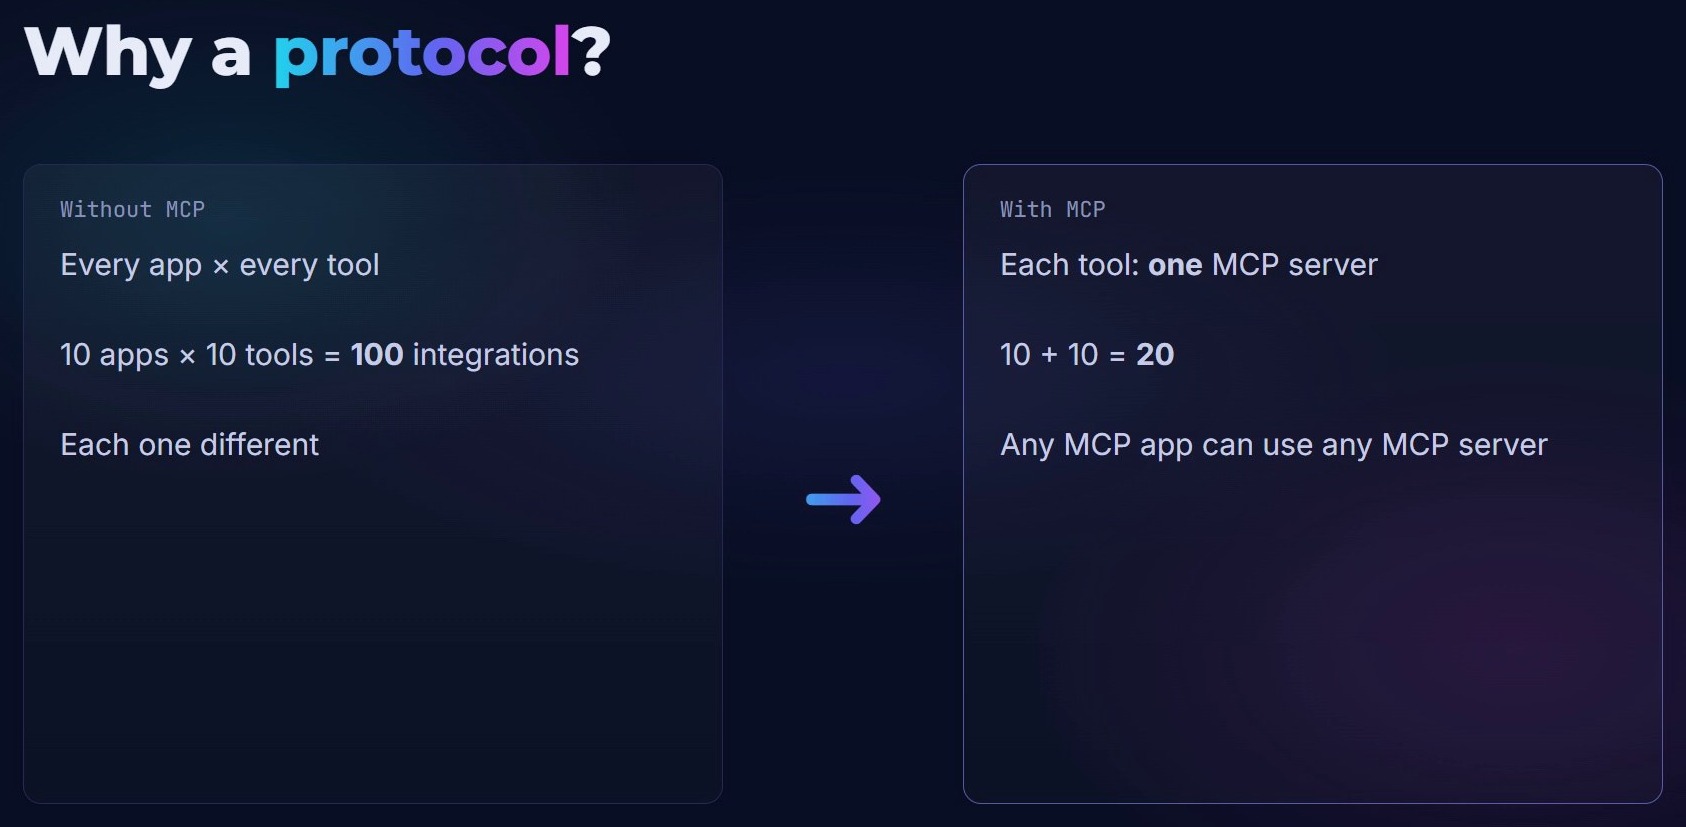 Why a protocol?
Without MCP
Every app × every tool
10 apps × 10 tools = 100 integrations
Each one different
With MCP
Each tool: one MCP server
10 + 10 = 20
Any MCP app can use any MCP server